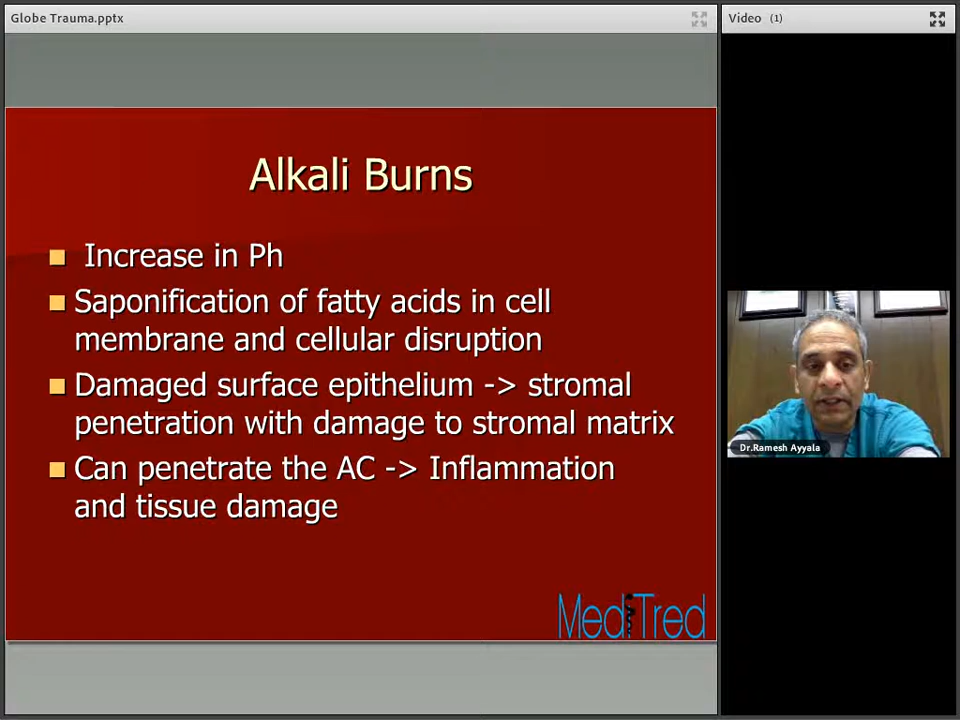 Globe Trauma.pptx
Video (1)
Alkali Burns
Increase in Ph
Saponification of fatty acids in cell
membrane and cellular disruption
Damaged surface epithelium -> stromal
penetration with damage to stromal matrix
Can penetrate the AC -> Inflammation
and tissue damage
Dr.Ramesh Ayyala
MediTred